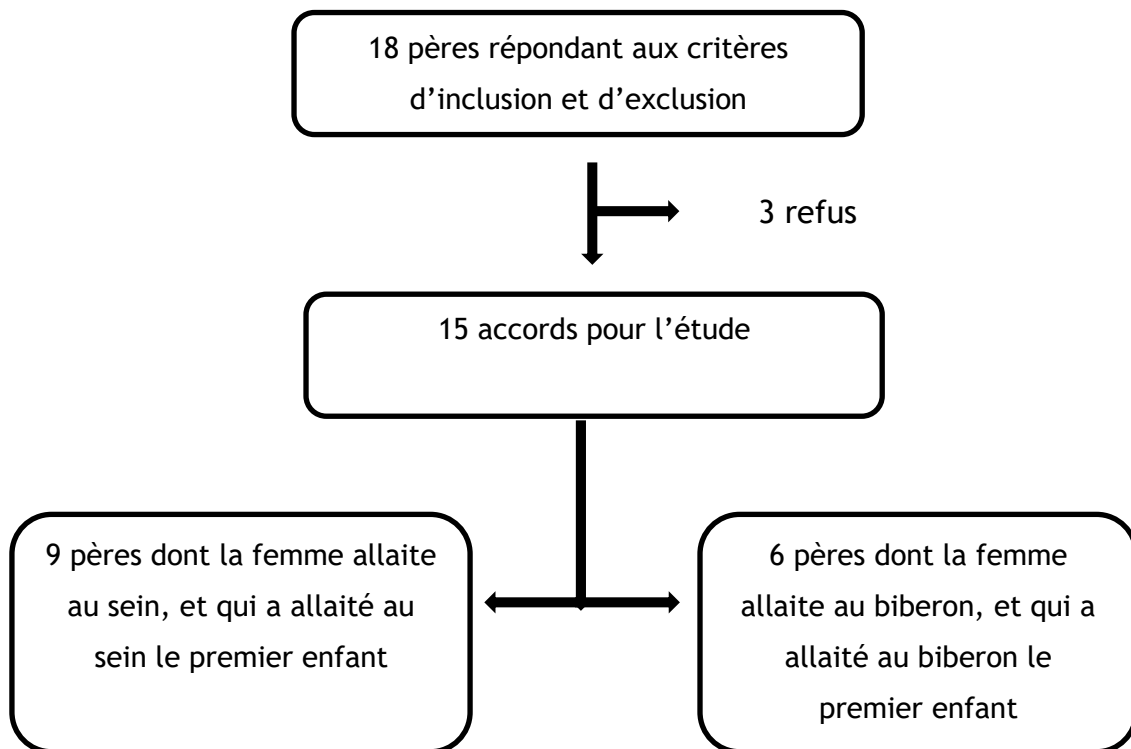 18 pères répondant aux critères
d’inclusion et d’exclusion
3 refus
15 accords pour l’étude
9 pères dont la femme allaite
au sein, et qui a allaité au
sein le premier enfant
6 pères dont la femme
allaite au biberon, et qui a
allaité au biberon le
premier enfant